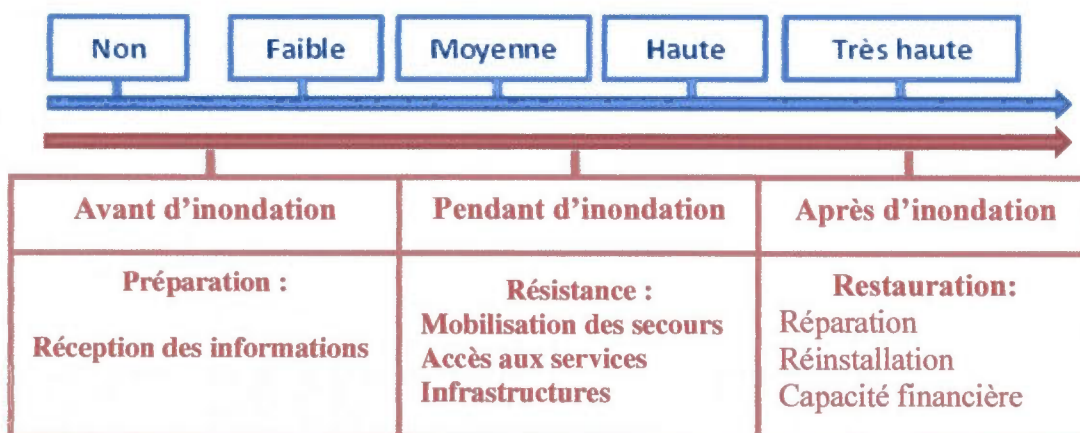 Non Faible Moyenne Haute Très haute
Avant d'inondation Pendant d'inondation Après d'inondation
Préparation :
Réception des informations
Résistance :
Mobilisation des secours
Accès aux services
Infrastructures
Restauration:
Réparation
Réinstallation
Capacité financière